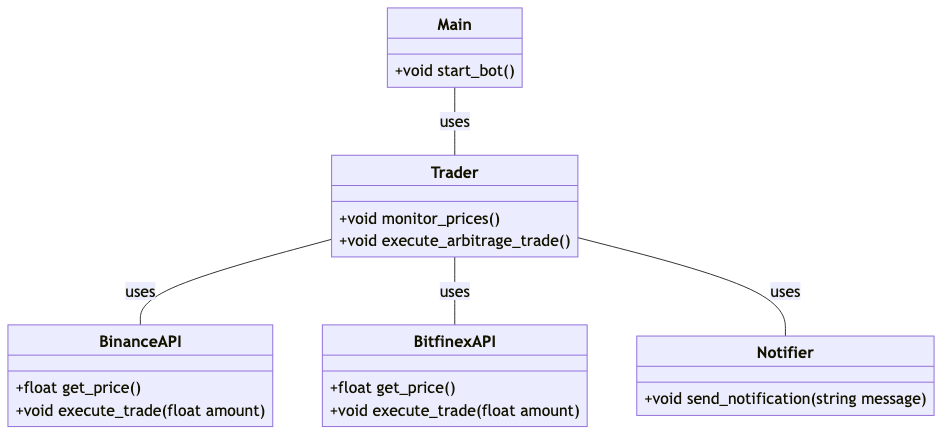 Main
+void start_bot()
uses
Trader
+void monitor_prices()
+void execute_arbitrage_trade()
uses
uses
uses
BinanceAPI
+float get_price()
+void execute_trade(float amount)
BitfinexAPI
+float get_price()
+void execute_trade(float amount)
Notifier
+void send_notification(string message)